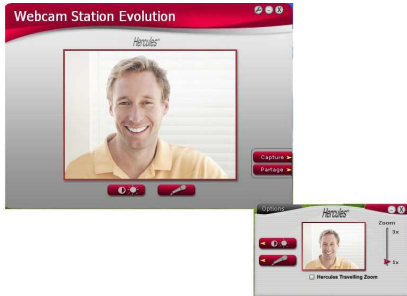 Webcam Station Evolution
Hercules
Capture
Partage
Options
Hercules
Zoom
3x
1x
Hercules Travelling Zoom